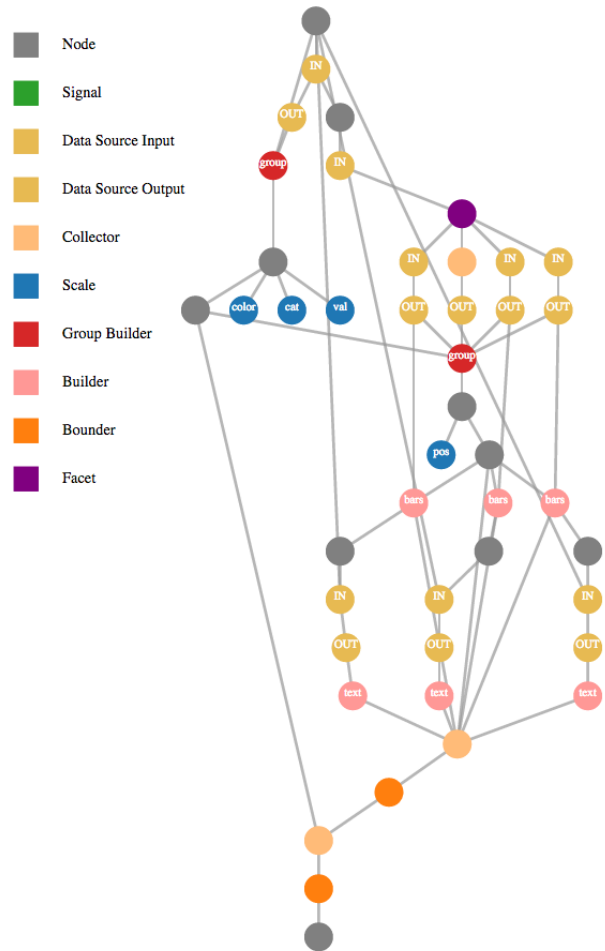 Node
Signal
Data Source Input
Data Source Output
Collector
Scale
Group Builder
Builder
Bounder
Facet
IN
OUT
group
IN
IN
IN
IN
color
cat
val
OUT
OUT
OUT
OUT
group
pos
bars
bars
bars
IN
IN
IN
OUT
OUT
OUT
text
text
text